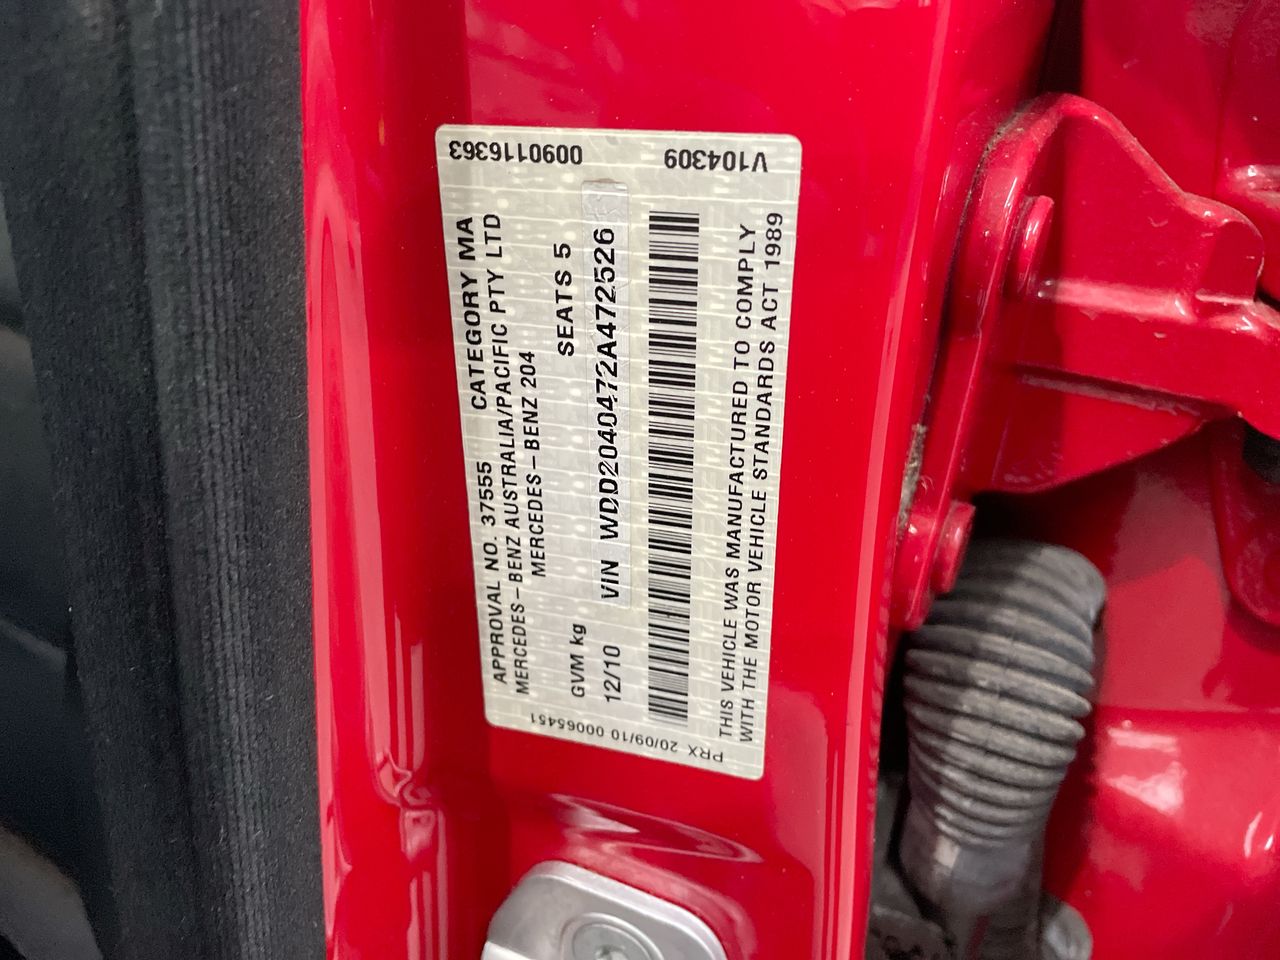 APPROVAL NO. 37555 CATEGORY MA
MERCEDES-BENZ AUSTRALIA/PACIFIC PTY LTD
MERCEDES-BENZ 204
GVM kg SEATS 5
12/10 VIN WDD2040472A472526
THIS VEHICLE WAS MANUFACTURED TO COMPLY
WITH THE MOTOR VEHICLE STANDARDS ACT 1989
0090116363 V104309
PRX 20/09/10 00065451